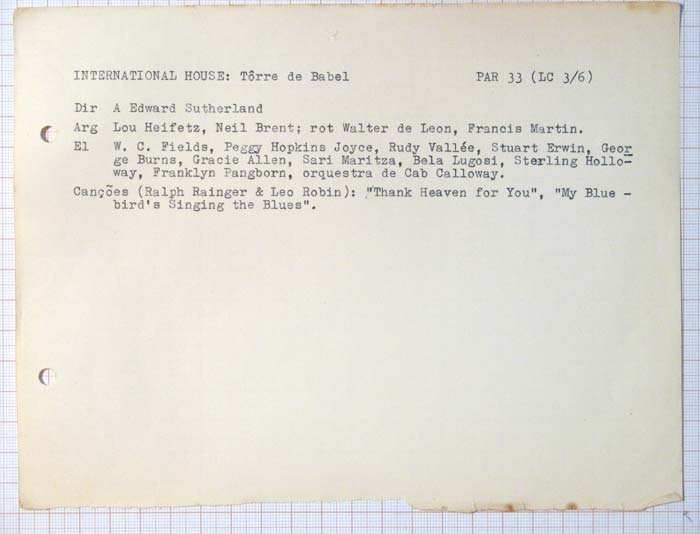 INTERNATIONAL HOUSE: Tôrre de Babel PAR 33 (LC 3/6)
Dir A Edward Sutherland
Arg Lou Heifetz, Neil Brent; rot Walter de Leon, Francis Martin.
El W. C. Fields, Peggy Hopkins Joyce, Rudy Vallée, Stuart Erwin, Geor
ge Burns, Gracie Allen, Sari Maritza, Bela Lugosi, Sterling Hollo-
way, Franklyn Pangborn, orquestra de Cab Calloway.
Canções (Ralph Rainger & Leo Robin): "Thank Heaven for You", "My Blue -
bird's Singing the Blues".